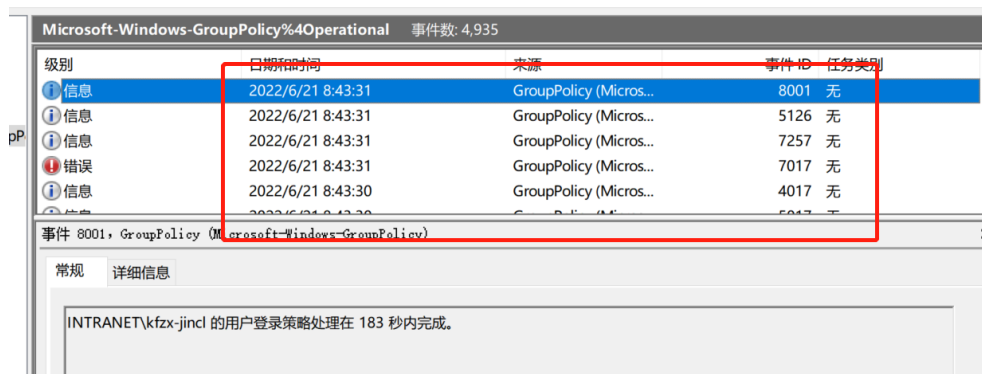 Microsoft-Windows-GroupPolicy%4Operational 事件数: 4,935
级别 日期和时间 来源 事件 ID 任务类别
信息 2022/6/21 8:43:31 GroupPolicy (Micros... 8001 无
信息 2022/6/21 8:43:31 GroupPolicy (Micros... 5126 无
信息 2022/6/21 8:43:31 GroupPolicy (Micros... 7257 无
错误 2022/6/21 8:43:31 GroupPolicy (Micros... 7017 无
信息 2022/6/21 8:43:30 GroupPolicy (Micros... 4017 无
事件 8001，GroupPolicy (Microsoft-Windows-GroupPolicy)
常规 详细信息
INTRANET\kfzx-jincl 的用户登录策略处理在 183 秒内完成。